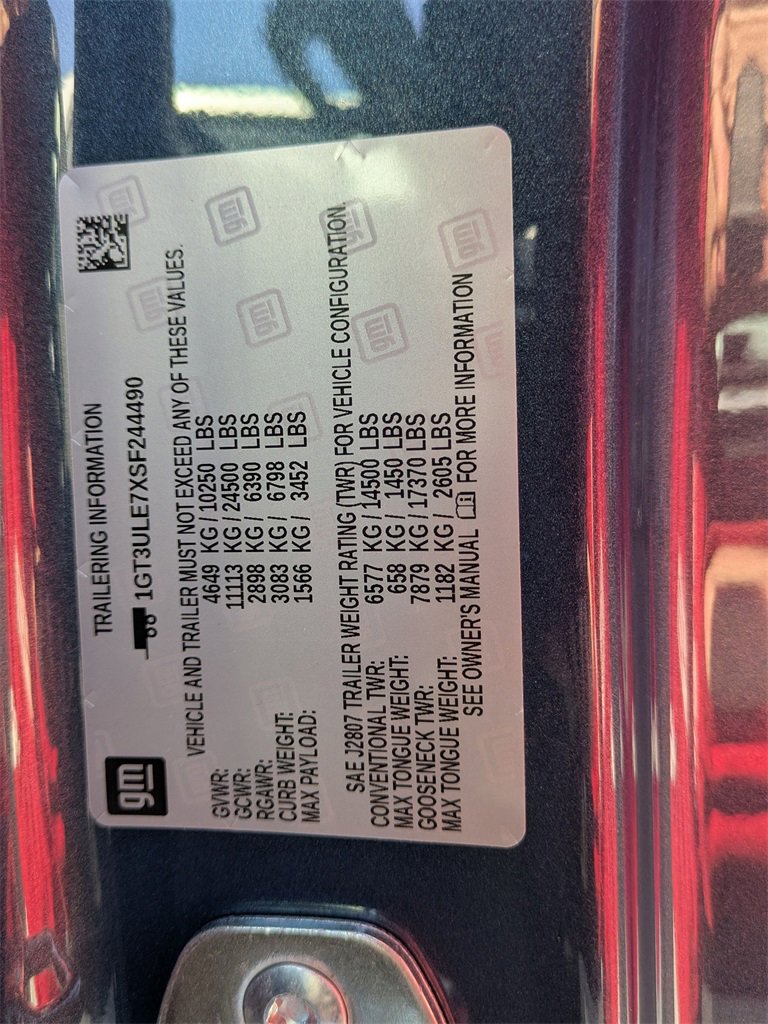 gm
TRAILERING INFORMATION
1GT3ULE7XSF244490
VEHICLE AND TRAILER MUST NOT EXCEED ANY OF THESE VALUES.
GVWR: 4649 KG / 10250 LBS
GCWR: 11113 KG / 24500 LBS
RGAWR: 2898 KG / 6390 LBS
CURB WEIGHT: 3083 KG / 6798 LBS
MAX PAYLOAD: 1566 KG / 3452 LBS
SAE J2807 TRAILER WEIGHT RATING (TWR) FOR VEHICLE CONFIGURATION.
CONVENTIONAL TWR: 6577 KG / 14500 LBS
MAX TONGUE WEIGHT: 658 KG / 1450 LBS
GOOSENECK TWR: 7879 KG / 17370 LBS
MAX TONGUE WEIGHT: 1182 KG / 2605 LBS
SEE OWNER'S MANUAL FOR MORE INFORMATION